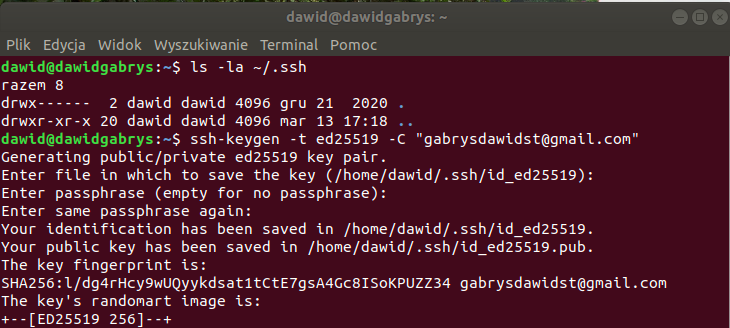 dawid@dawidgabrys: ~
Plik Edycja Widok Wyszukiwanie Terminal Pomoc
dawid@dawidgabrys:~$ ls -la ~/.ssh
razem 8
drwx------  2 dawid dawid 4096 gru 21  2020 .
drwxr-xr-x 20 dawid dawid 4096 mar 13 17:18 ..
dawid@dawidgabrys:~$ ssh-keygen -t ed25519 -C "gabrysdawidst@gmail.com"
Generating public/private ed25519 key pair.
Enter file in which to save the key (/home/dawid/.ssh/id_ed25519):
Enter passphrase (empty for no passphrase):
Enter same passphrase again:
Your identification has been saved in /home/dawid/.ssh/id_ed25519.
Your public key has been saved in /home/dawid/.ssh/id_ed25519.pub.
The key fingerprint is:
SHA256:l/dg4rHcy9wUQyykdsat1tCtE7gsA4Gc8ISoKPUZZ34 gabrysdawidst@gmail.com
The key's randomart image is:
+--[ED25519 256]--+